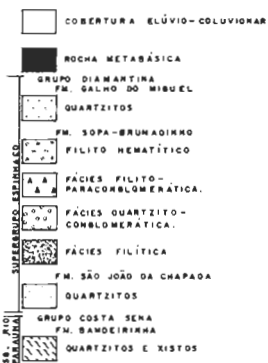 COBERTURA ELÚVIO-COLUVIONAR
ROCHA METABÁSICA
GRUPO DIAMANTINA
FM. GALHO DO MIGUEL
QUARTZITOS
FM. SOPA-BRUMADINHO
FILITO HEMATÍTICO
FÁCIES FILITO-
PARACONGLOMERÁTICA.
FÁCIES QUARTZITO-
CONGLOMERÁTICA.
FÁCIES FILÍTICA
FM. SÃO JOÃO DA CHAPADA
QUARTZITOS
GRUPO COSTA SENA
FM. BANDEIRINHA
QUARTZITOS E XISTOS
SUPERGRUPO ESPINHAÇO
SG. RIO
PARAÚNA